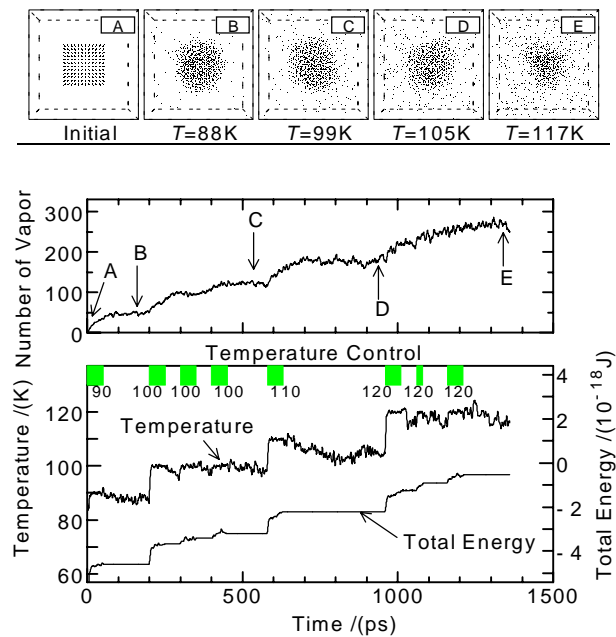 A B C D E
Initial T=88K T=99K T=105K T=117K
Number of Vapor
300
200
100
0
A
B
C
D
E
Temperature Control
90 100 100 100 110 120 120 120
Temperature /(K)
120
100
80
60
Temperature
Total Energy
4
2
0
- 2
- 4
Total Energy /(10⁻¹⁸J)
0 500 1000 1500
Time /(ps)